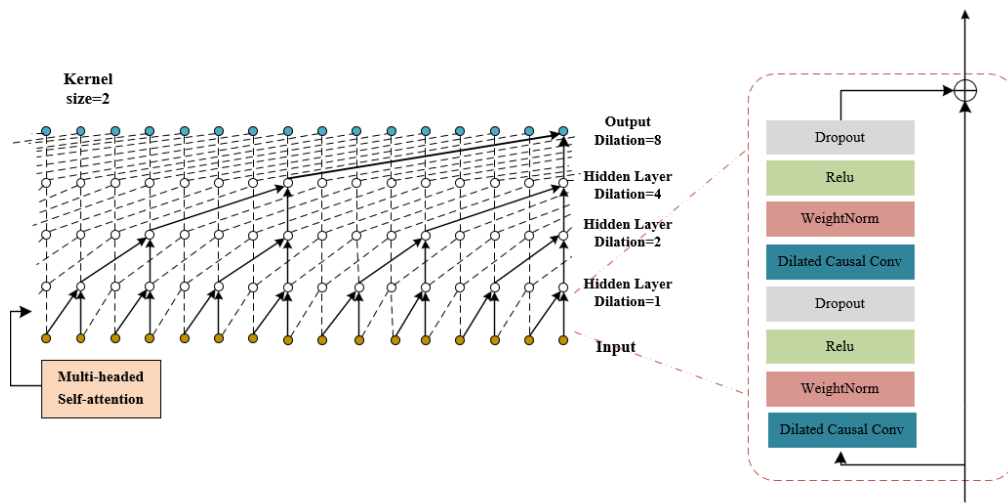 Kernel
size=2
Output
Dilation=8
Hidden Layer
Dilation=4
Hidden Layer
Dilation=2
Hidden Layer
Dilation=1
Input
Multi-headed
Self-attention
Dropout
Relu
WeightNorm
Dilated Causal Conv
Dropout
Relu
WeightNorm
Dilated Causal Conv